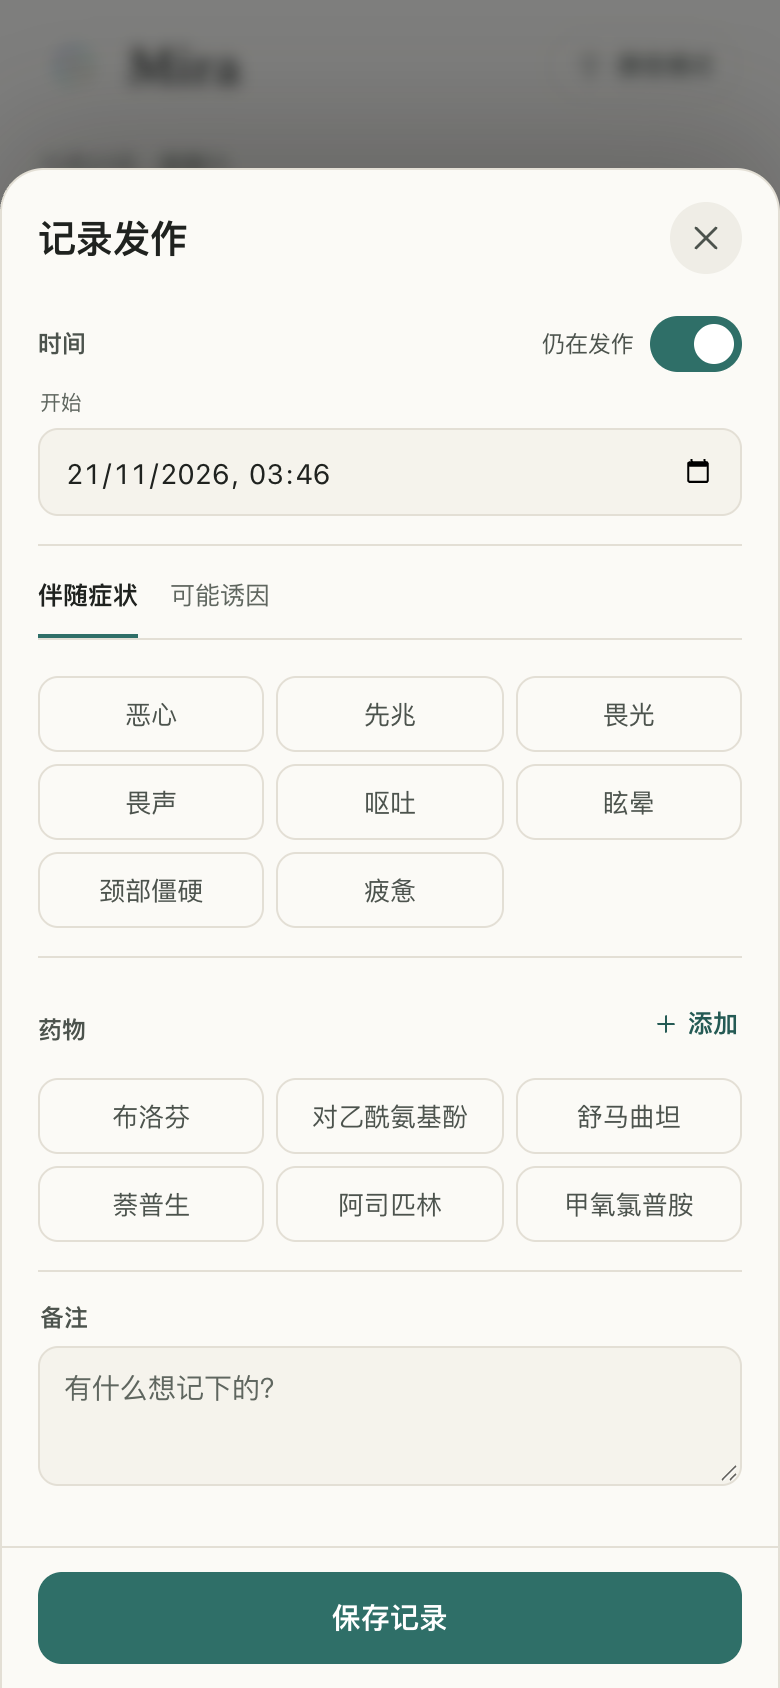 Mira
记录发作
时间
仍在发作
开始
21/11/2026, 03:46
伴随症状
可能诱因
恶心
先兆
畏光
畏声
呕吐
眩晕
颈部僵硬
疲惫
药物
+ 添加
布洛芬
对乙酰氨基酚
舒马曲坦
萘普生
阿司匹林
甲氧氯普胺
备注
有什么想记下的?
保存记录